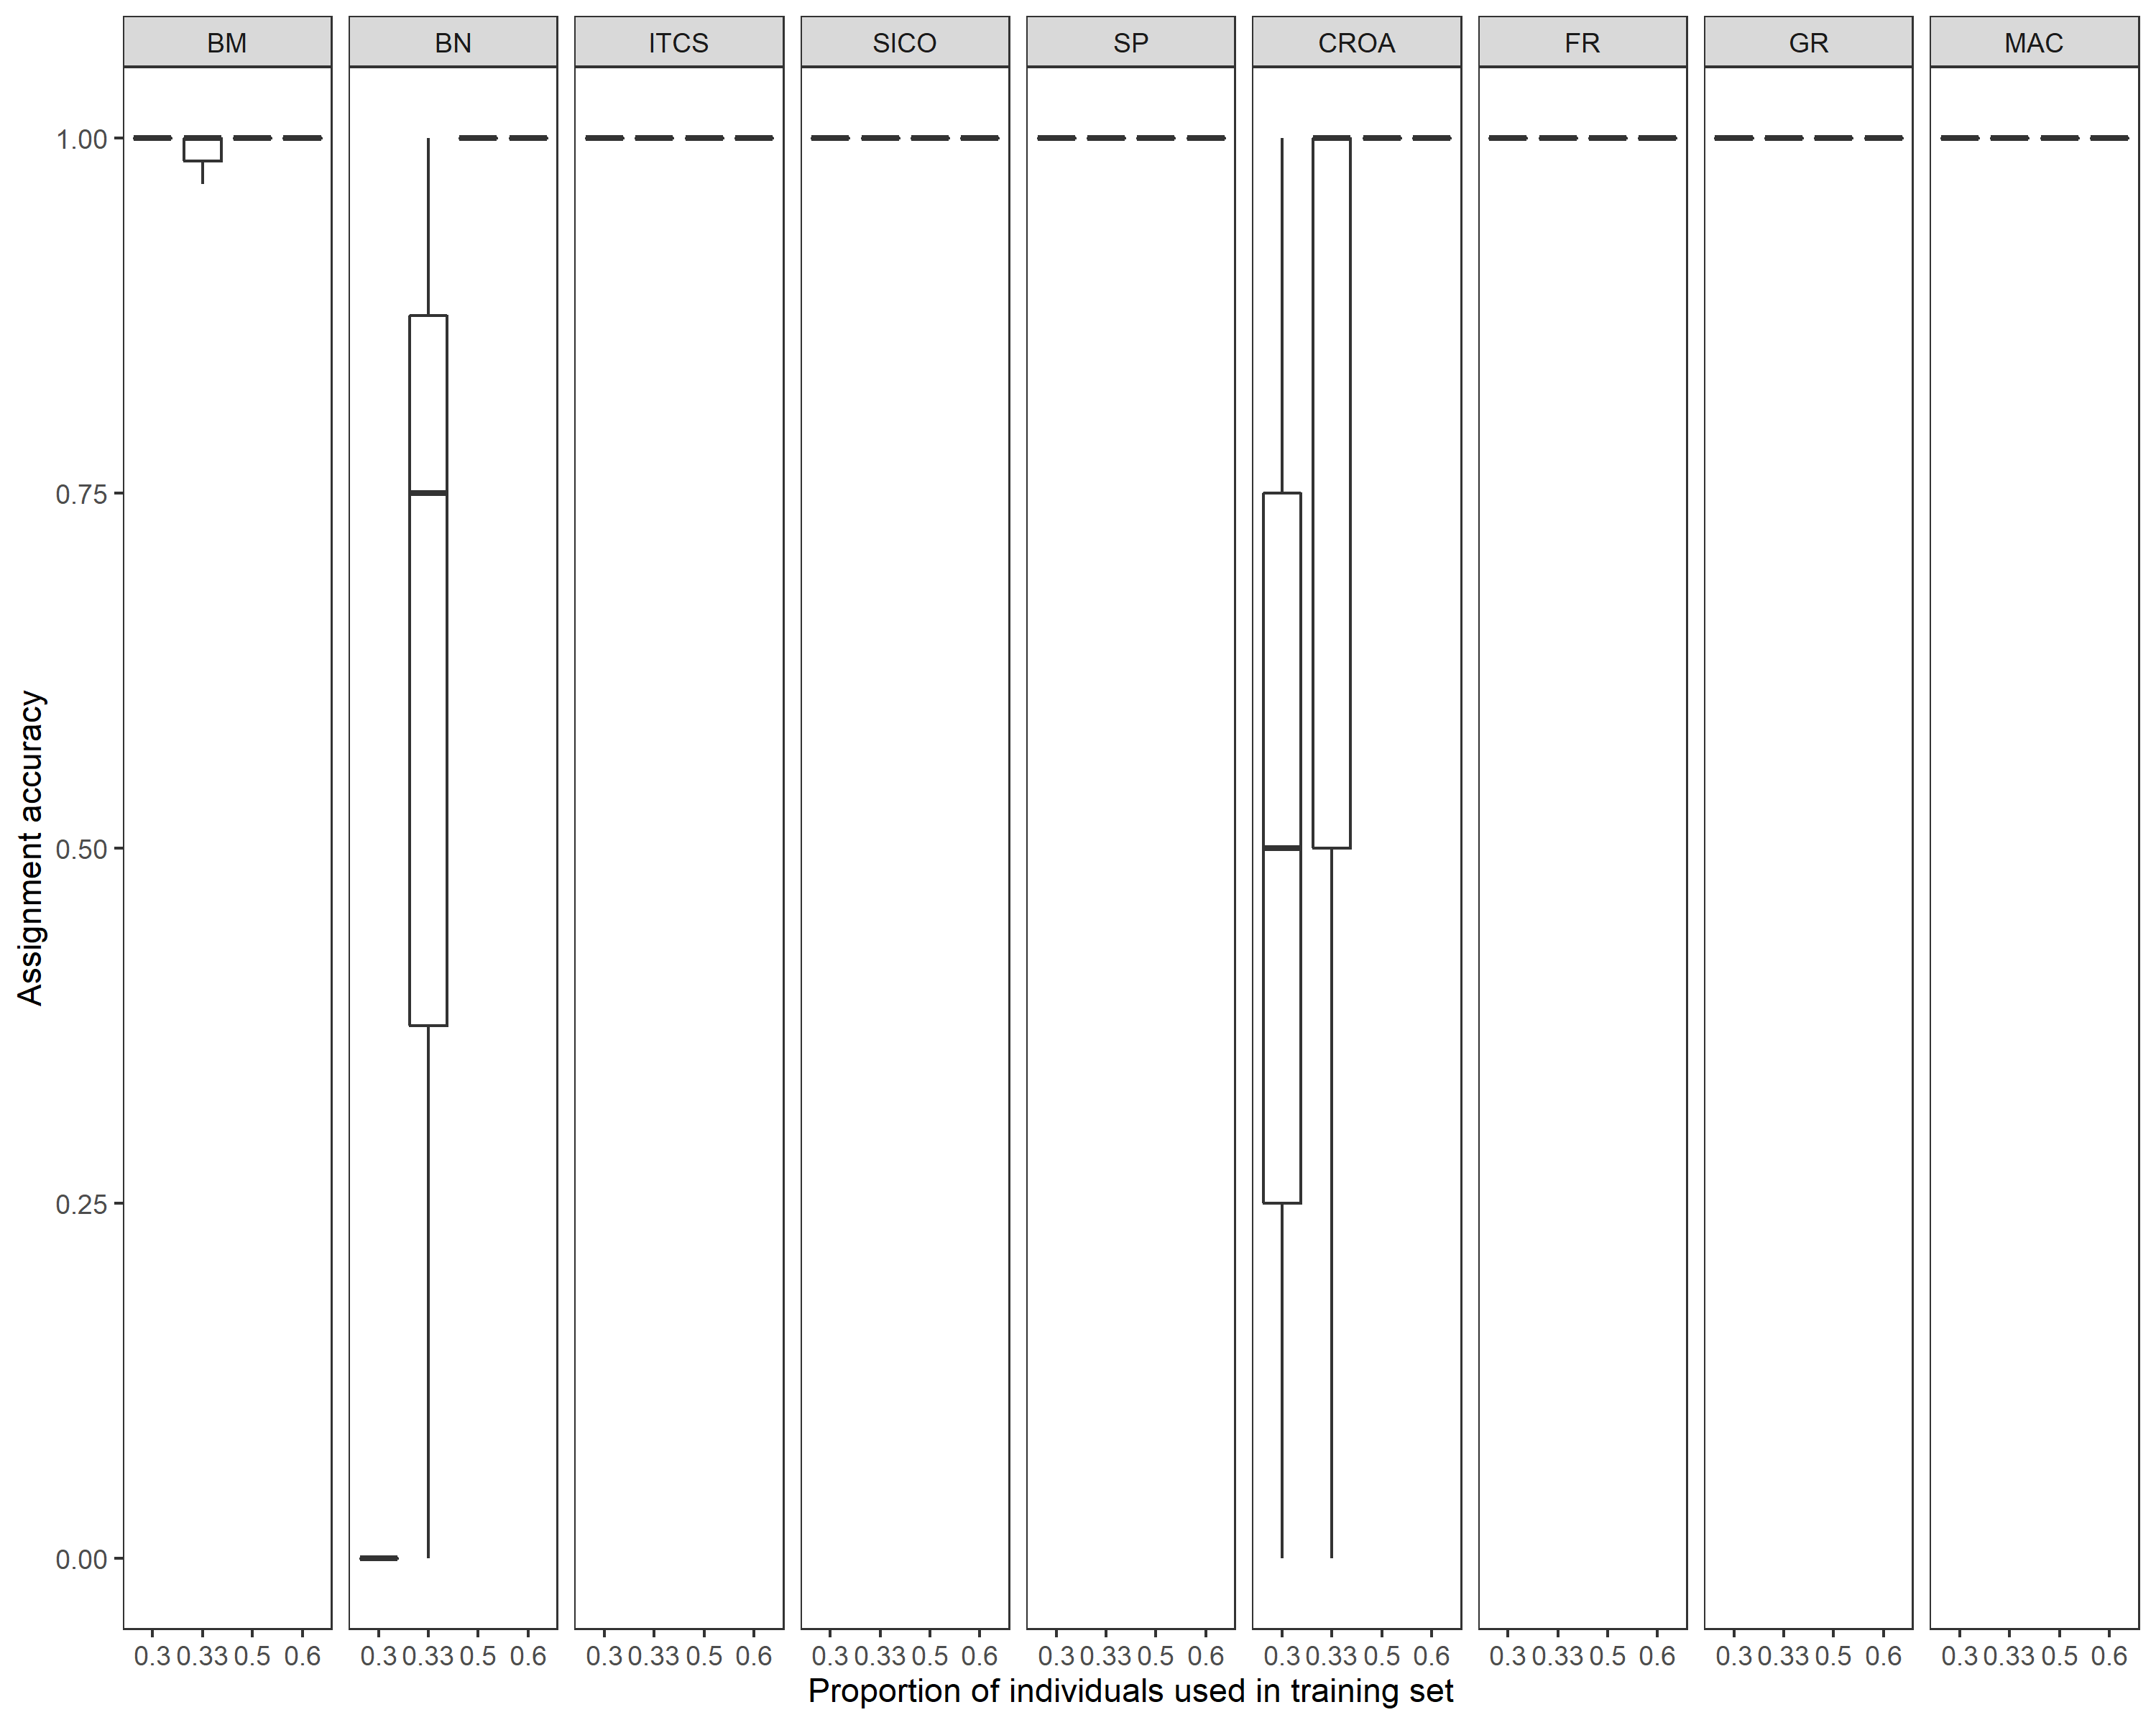 BM BN ITCS SICO SP CROA FR GR MAC
1.00
0.75
0.50
0.25
0.00
Assignment accuracy
0.3 0.33 0.5 0.6 0.3 0.33 0.5 0.6 0.3 0.33 0.5 0.6 0.3 0.33 0.5 0.6 0.3 0.33 0.5 0.6 0.3 0.33 0.5 0.6 0.3 0.33 0.5 0.6 0.3 0.33 0.5 0.6 0.3 0.33 0.5 0.6
Proportion of individuals used in training set